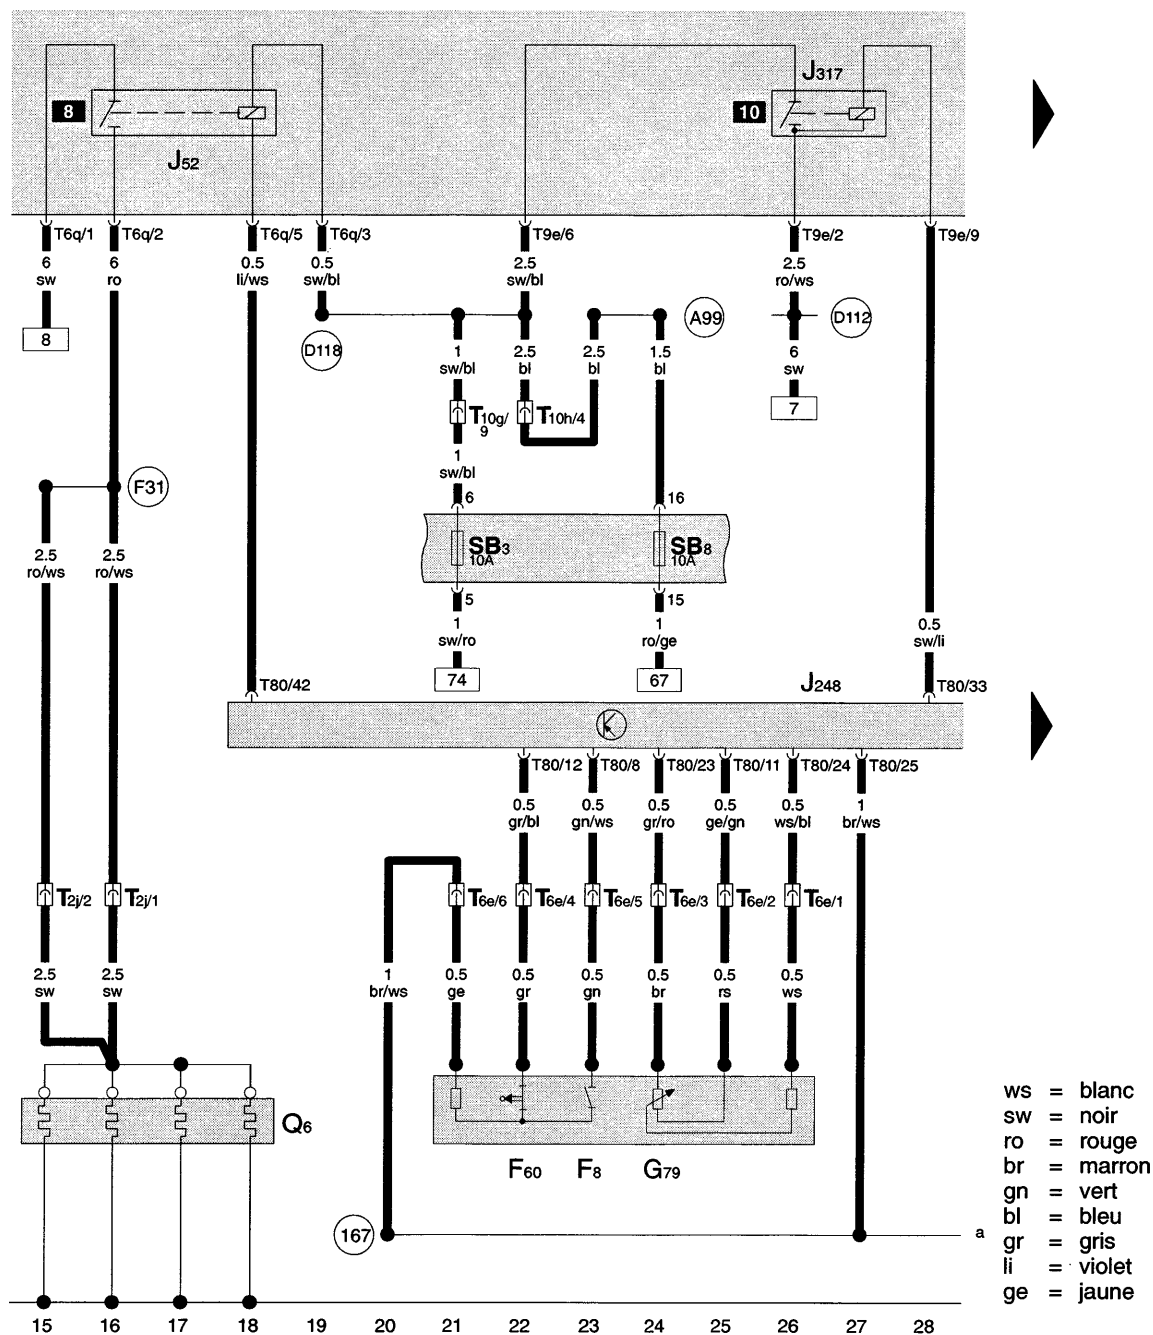 J317
8
10
J52
T6q/1 T6q/2 T6q/5 T6q/3 T9e/6 T9e/2 T9e/9
6 6 0.5 0.5 2.5 2.5
sw ro li/ws sw/bl sw/bl ro/ws
8
D118
A99
D112
1 2.5 2.5 1.5 6
sw/bl bl bl bl sw
7
T10g/9
T10h/4
1
sw/bl
F31
6 16
SB3 SB8
10A 10A
2.5 2.5
ro/ws ro/ws
5 15
1 1 0.5
sw/ro ro/ge sw/li
74 67
T80/42 J248 T80/33
T80/12 T80/8 T80/23 T80/11 T80/24 T80/25
0.5 0.5 0.5 0.5 0.5 1
gr/bl gn/ws gr/ro ge/gn ws/bl br/ws
T2j/2 T2j/1 T6e/6 T6e/4 T6e/5 T6e/3 T6e/2 T6e/1
2.5 2.5 1 0.5 0.5 0.5 0.5 0.5 0.5
sw sw br/ws ge gr gn br rs ws
Q6
F60 F8 G79
167
a
ws = blanc
sw = noir
ro = rouge
br = marron
gn = vert
bl = bleu
gr = gris
li = violet
ge = jaune
15 16 17 18 19 20 21 22 23 24 25 26 27 28